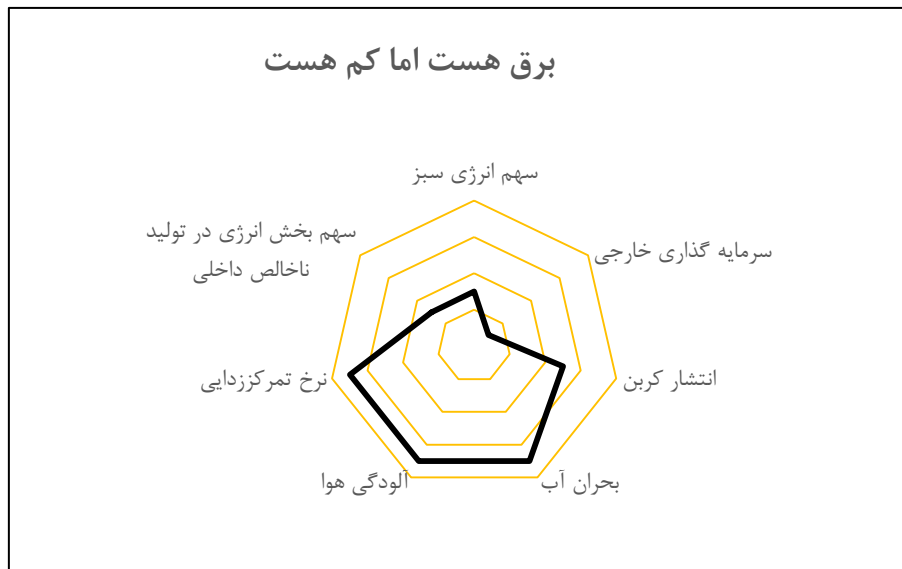 برق هست اما کم هست
سهم انرژی سبز
سرمایه گذاری خارجی
انتشار کربن
بحران آب
آلودگی هوا
نرخ تمرکززدایی
سهم بخش انرژی در تولید
ناخالص داخلی